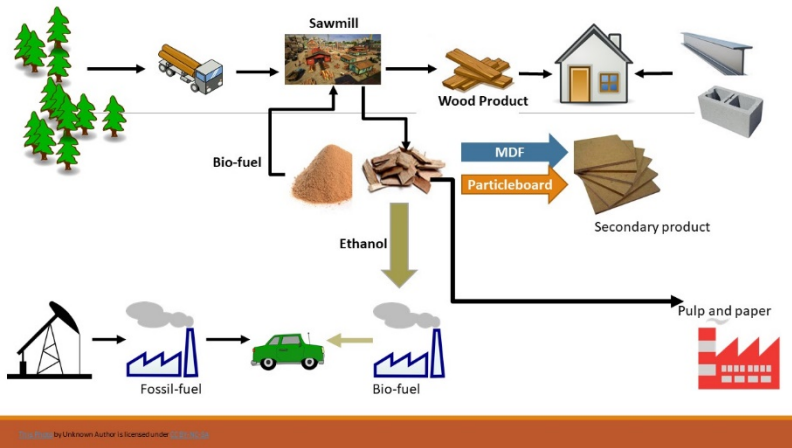 Sawmill
Wood Product
Bio-fuel
MDF
Particleboard
Secondary product
Ethanol
Pulp and paper
Fossil-fuel
Bio-fuel
by Unknown Author is licensed under